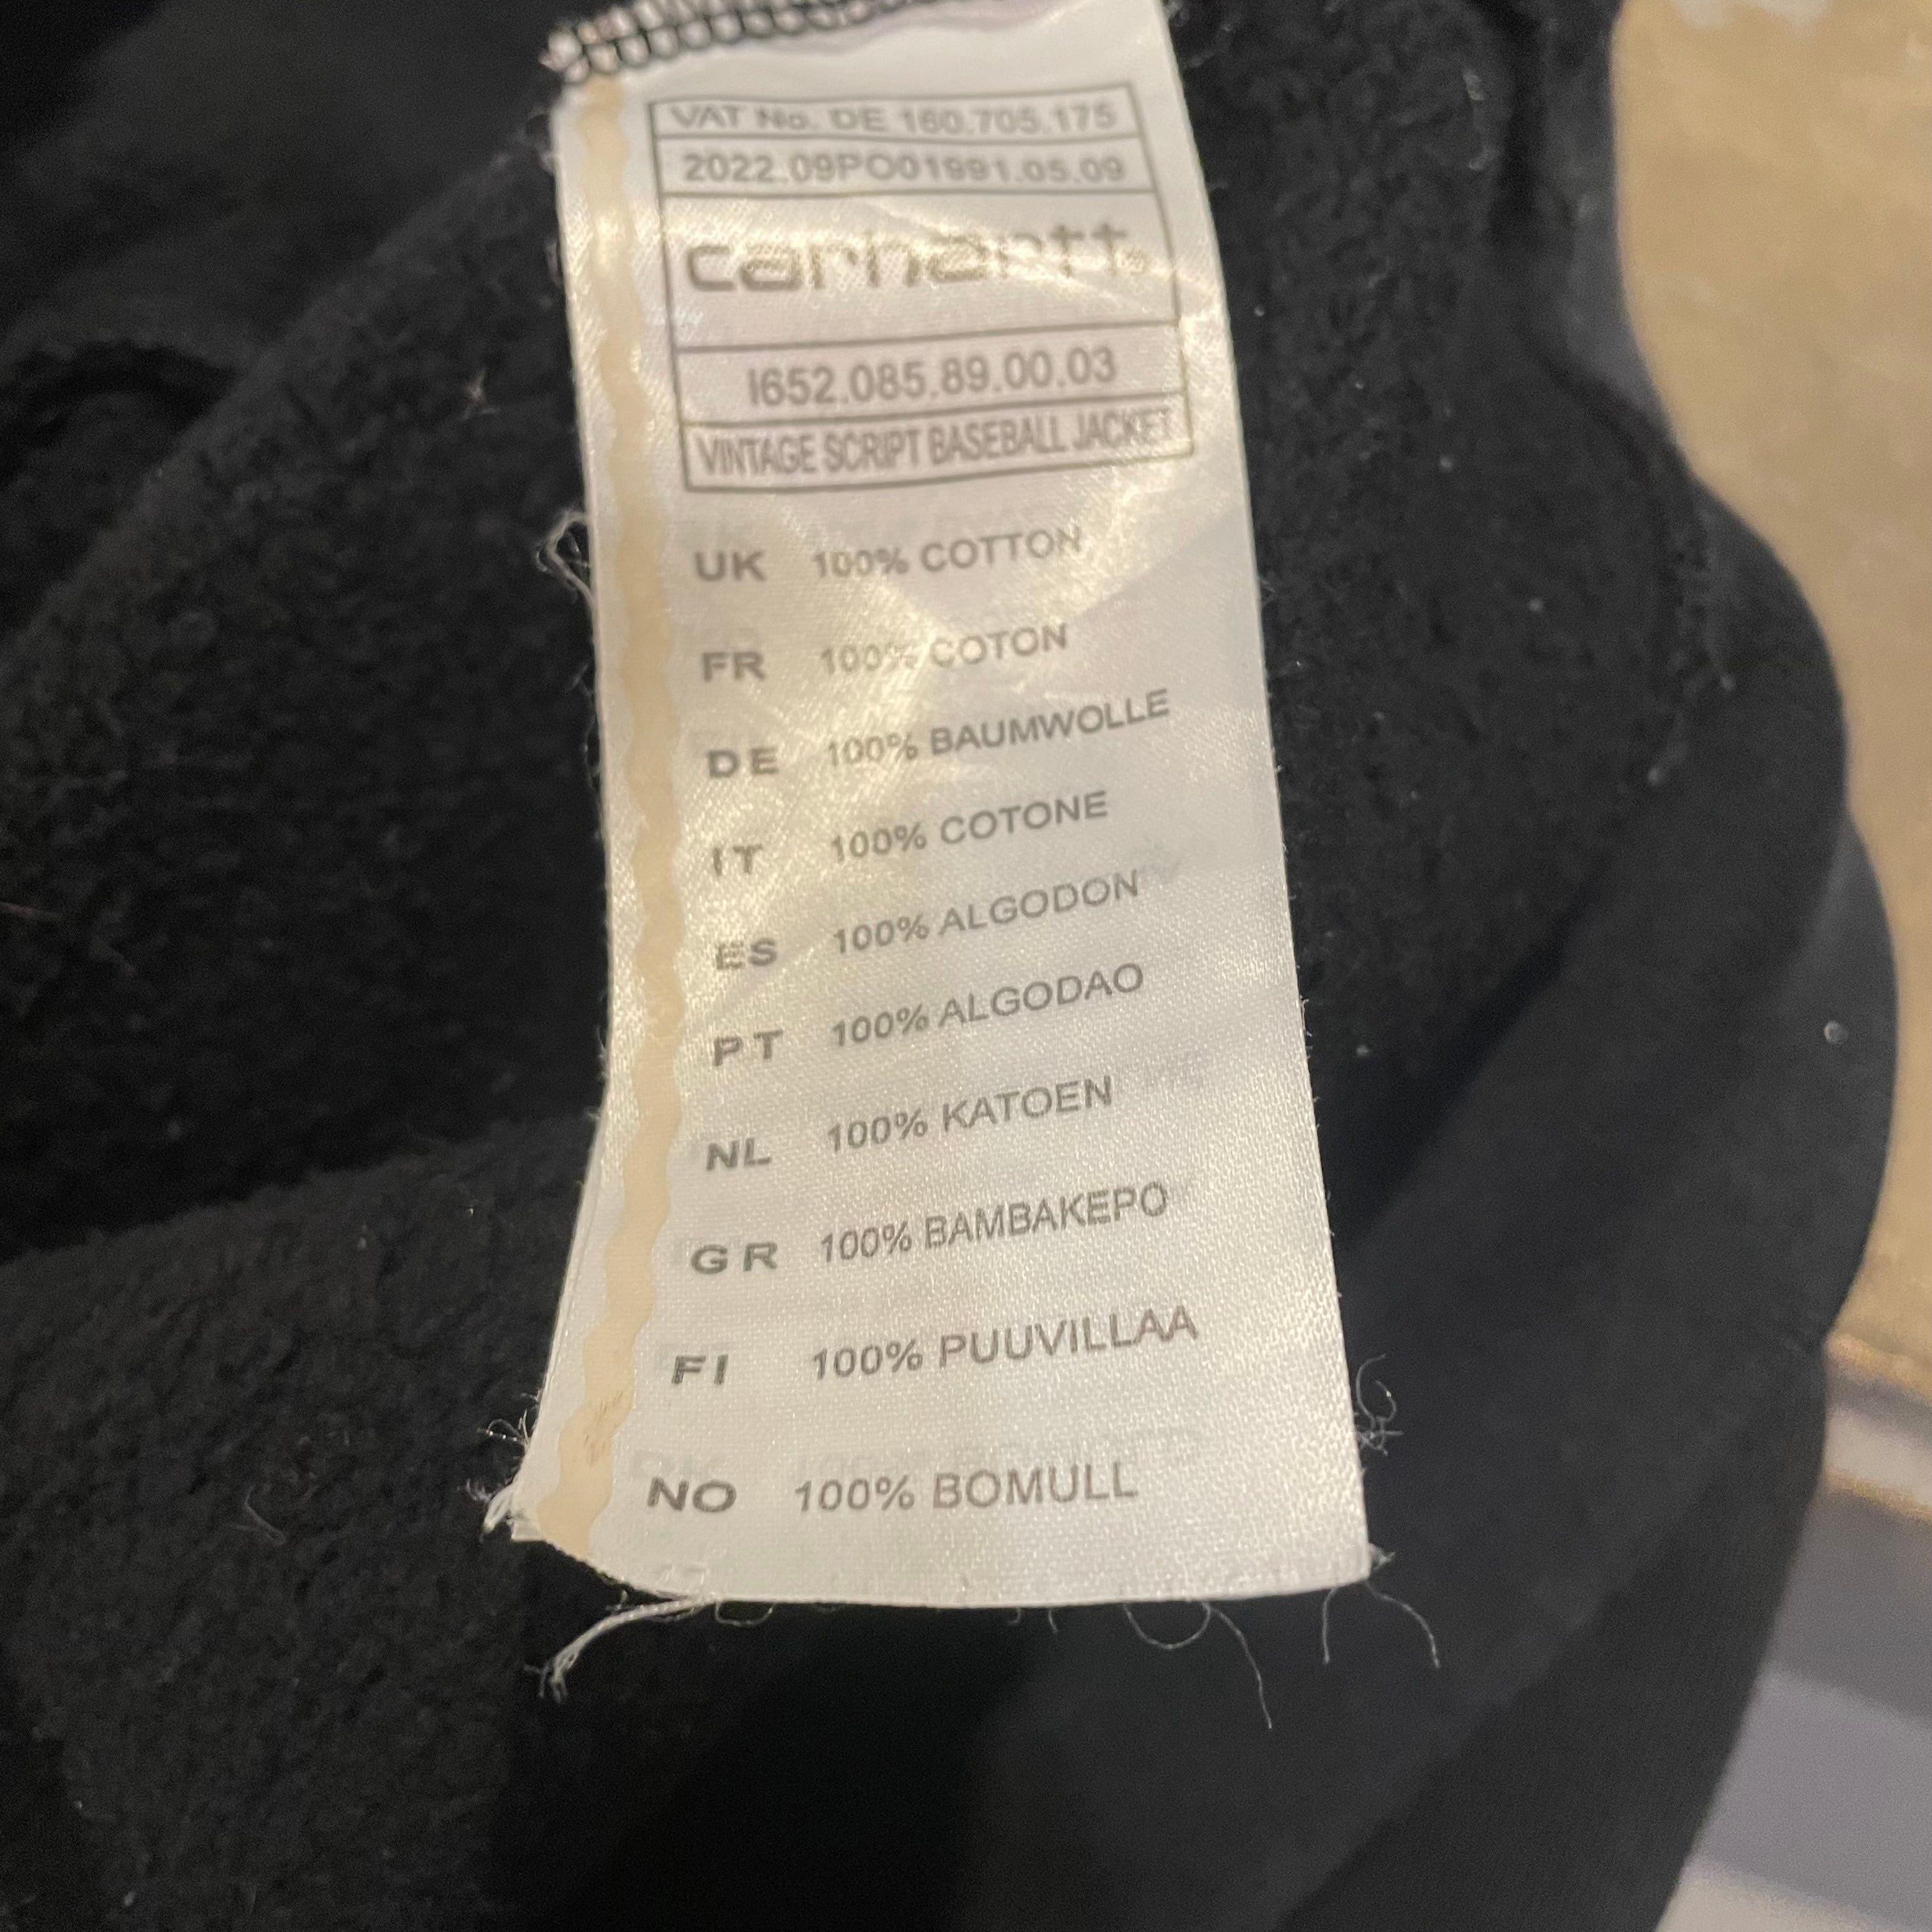 VAT No. DE 160.705.175
2022.09PO01991.05.09
carhartt®
I652.085.89.00.03
VINTAGE SCRIPT BASEBALL JACKET
UK 100% COTTON
FR 100% COTON
DE 100% BAUMWOLLE
IT 100% COTONE
ES 100% ALGODON
PT 100% ALGODAO
NL 100% KATOEN
GR 100% BAMBAKEPO
FI 100% PUUVILLAA
NO 100% BOMULL